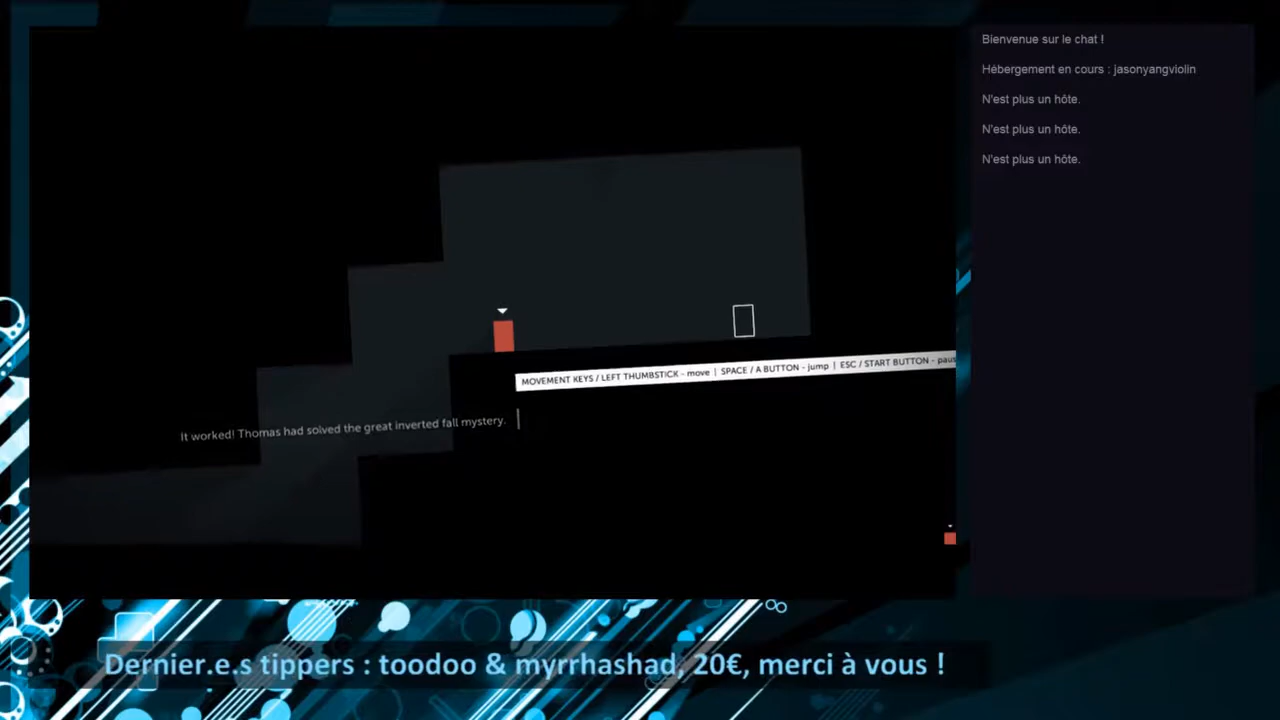 Bienvenue sur le chat !
Hébergement en cours : jasonyangviolin
N'est plus un hôte.
N'est plus un hôte.
N'est plus un hôte.
MOVEMENT KEYS / LEFT THUMBSTICK - move | SPACE / A BUTTON - jump | ESC / START BUTTON - paus
It worked! Thomas had solved the great inverted fall mystery.
Dernier.e.s tippers : toodoo & myrrhashad, 20€, merci à vous !